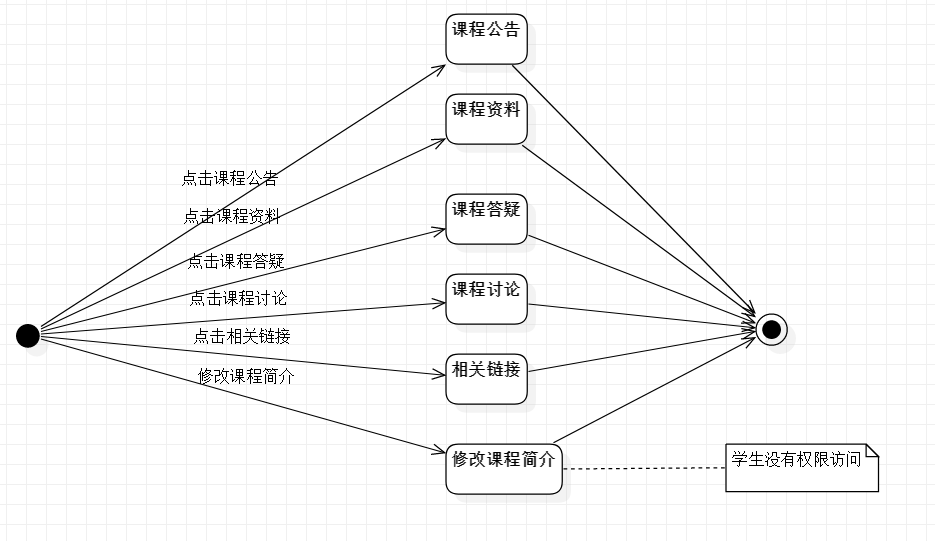 课程公告
课程资料
点击课程公告
点击课程资料
课程答疑
点击课程答疑
课程讨论
点击课程讨论
点击相关链接
相关链接
修改课程简介
修改课程简介
学生没有权限访问